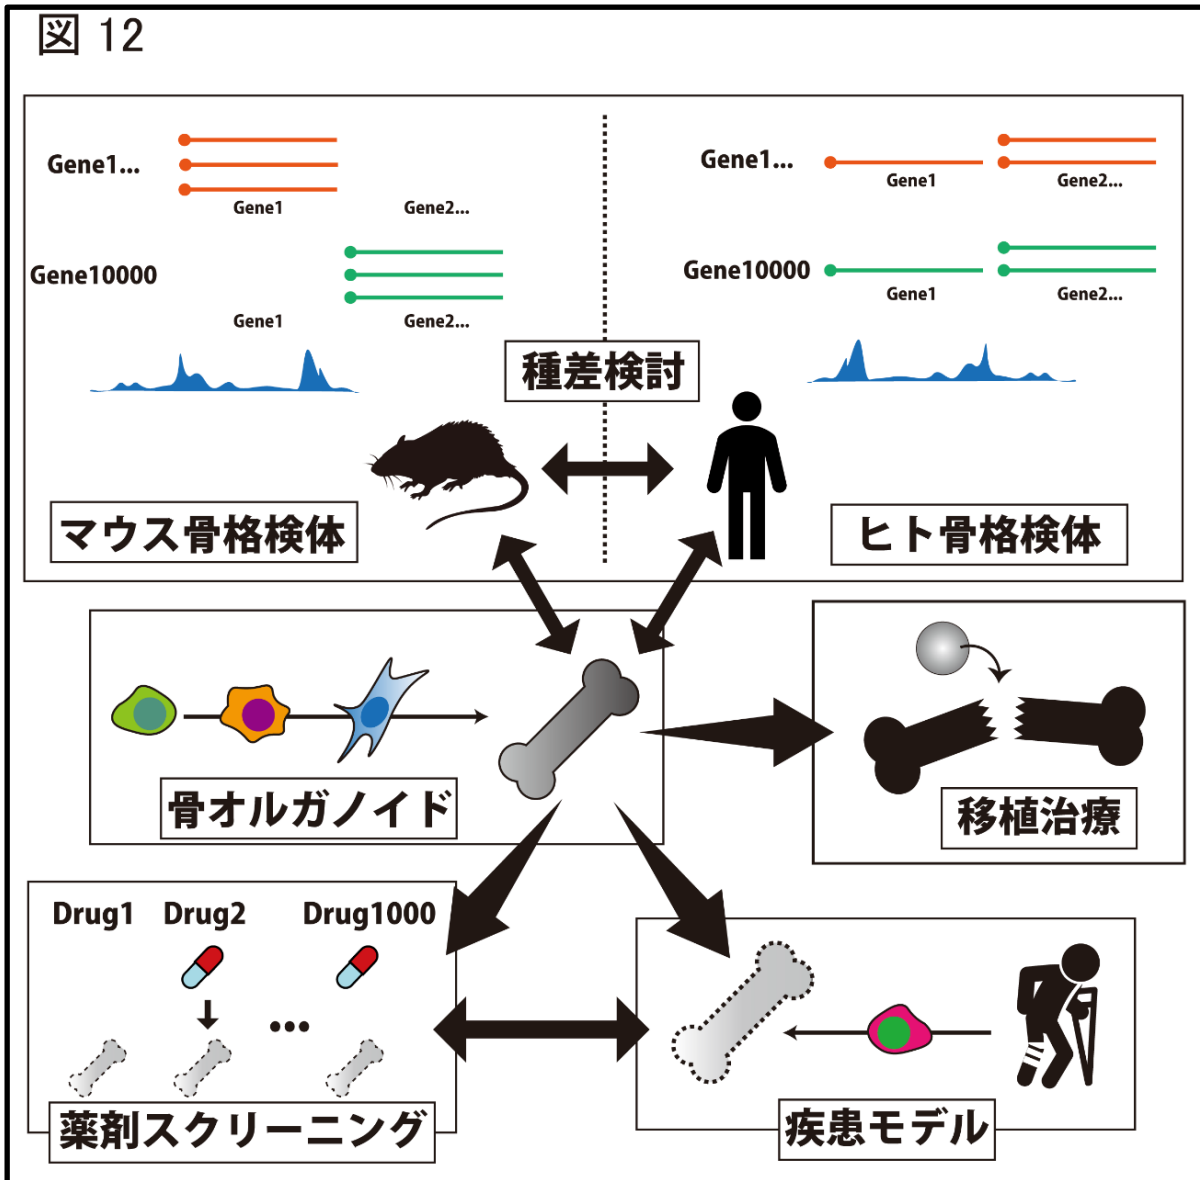 図 12
Gene1...
Gene1
Gene2...
Gene10000
Gene1
Gene2...
Gene1...
Gene1
Gene2...
Gene10000
Gene1
Gene2...
種差検討
マウス骨格検体
ヒト骨格検体
骨オルガノイド
移植治療
Drug1
Drug2
Drug1000
•••
薬剤スクリーニング
疾患モデル